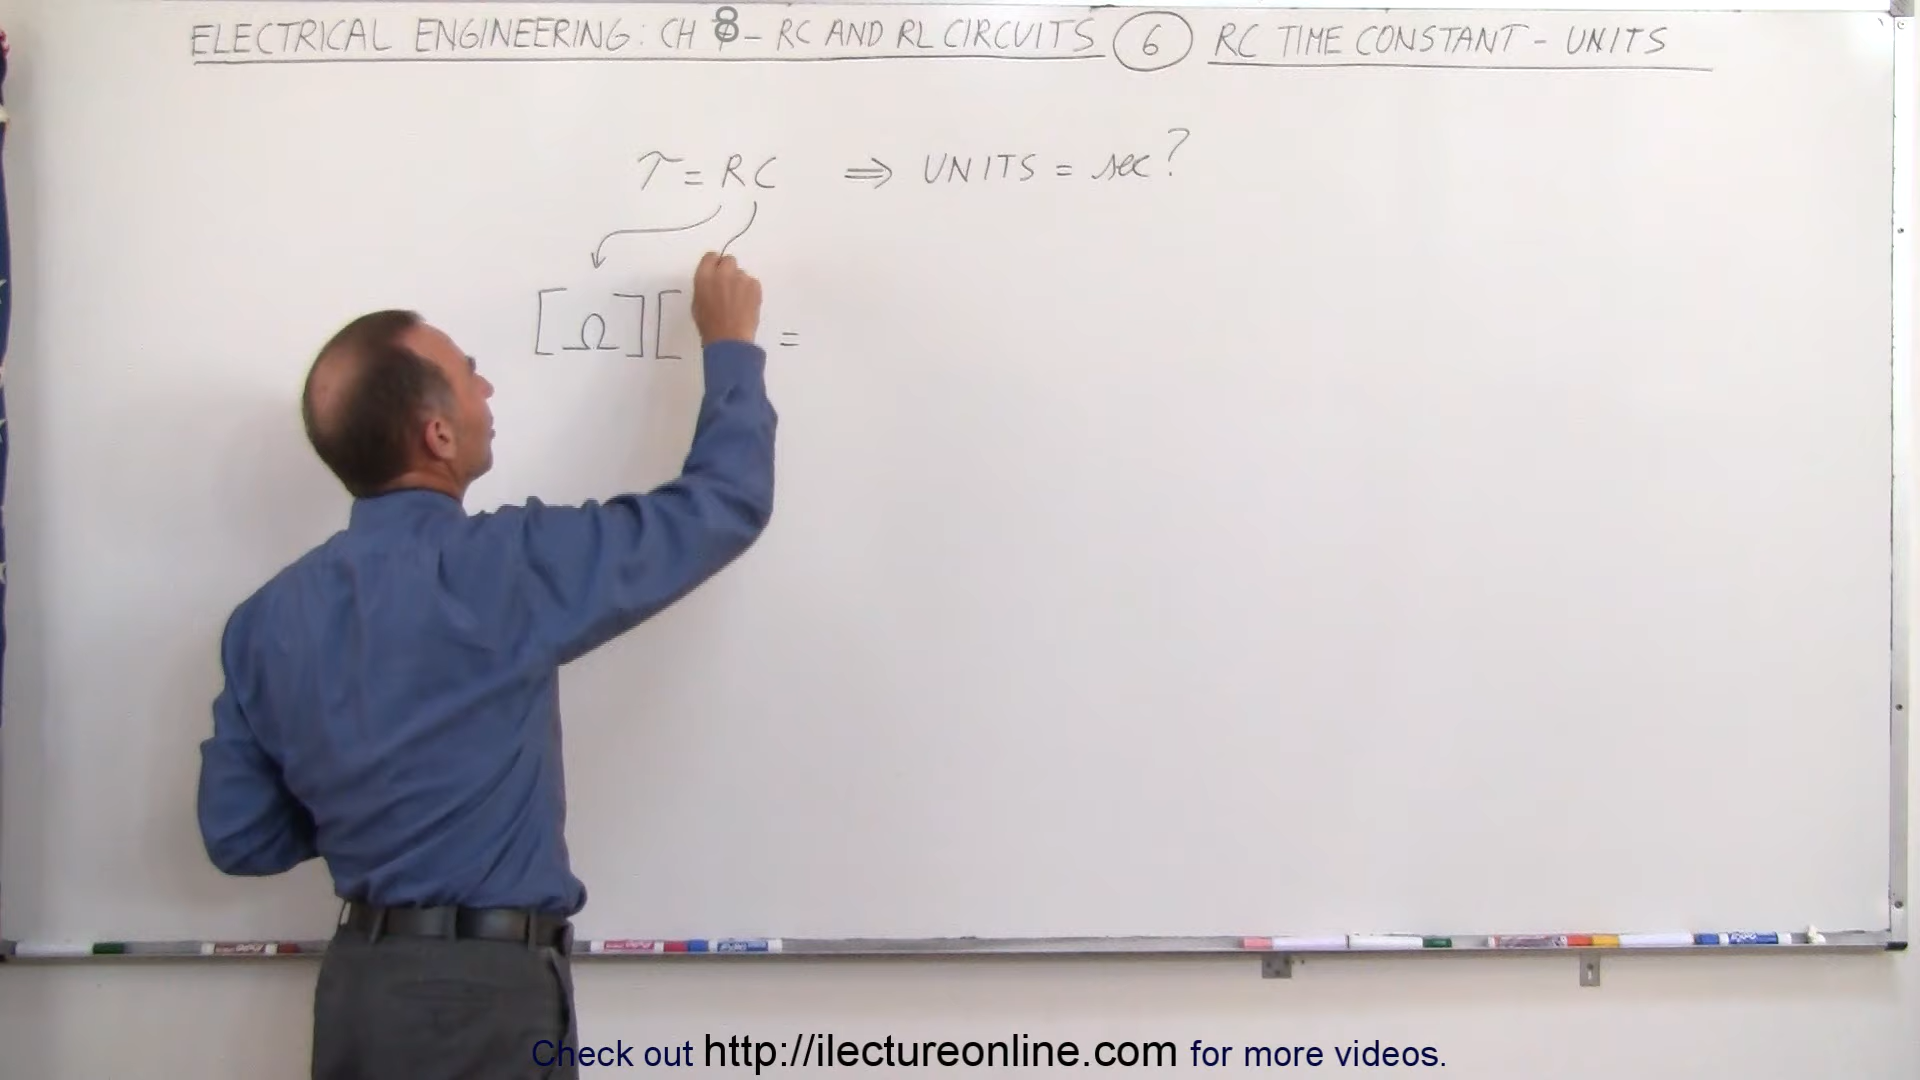 ELECTRICAL ENGINEERING: CH 8 - RC AND RL CIRCUITS 6 RC TIME CONSTANT - UNITS
τ = RC ⇒ UNITS = sec?
[Ω][ =
Check out http://ilectureonline.com for more videos.